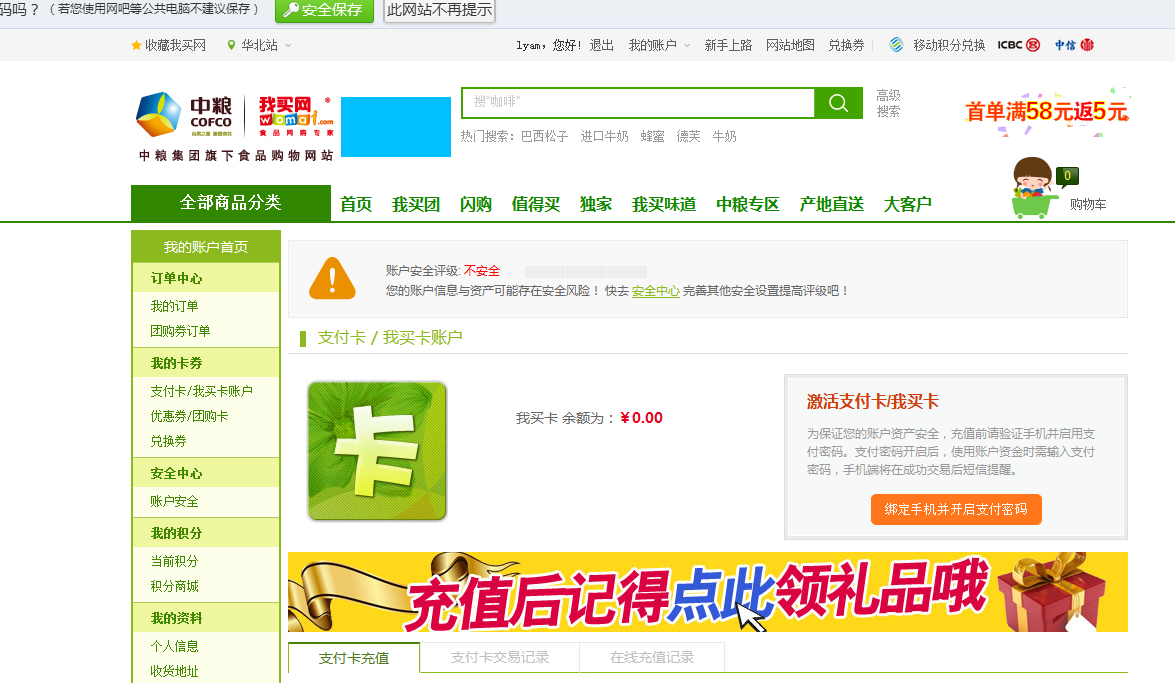 码吗？（若您使用网吧等公共电脑不建议保存） 安全保存 此网站不再提示
收藏我买网 华北站 lyam，您好! 退出 我的账户 新手上路 网站地图 兑换券 移动积分兑换 ICBC 中信
中粮 COFCO 我买网 womai.com 食品网购专家
中粮集团旗下食品购物网站
搜"咖啡" 高级搜索
热门搜索： 巴西松子 进口牛奶 蜂蜜 德芙 牛奶
首单满58元返5元
0
购物车
全部商品分类 首页 我买团 闪购 值得买 独家 我买味道 中粮专区 产地直送 大客户
我的账户首页
订单中心
我的订单
团购券订单
我的卡券
支付卡/我买卡账户
优惠券/团购卡
兑换券
安全中心
账户安全
我的积分
当前积分
积分商城
我的资料
个人信息
收货地址
账户安全评级: 不安全
您的账户信息与资产可能存在安全风险！ 快去 安全中心 完善其他安全设置提高评级吧！
支付卡 / 我买卡账户
卡
我买卡 余额为： ¥ 0.00
激活支付卡/我买卡
为保证您的账户资产安全，充值前请验证手机并启用支
付密码。支付密码开启后，使用账户资金时需输入支付
密码，手机端将在成功交易后短信提醒。
绑定手机并开启支付密码
充值后记得点此领礼品哦
支付卡充值 支付卡交易记录 在线充值记录